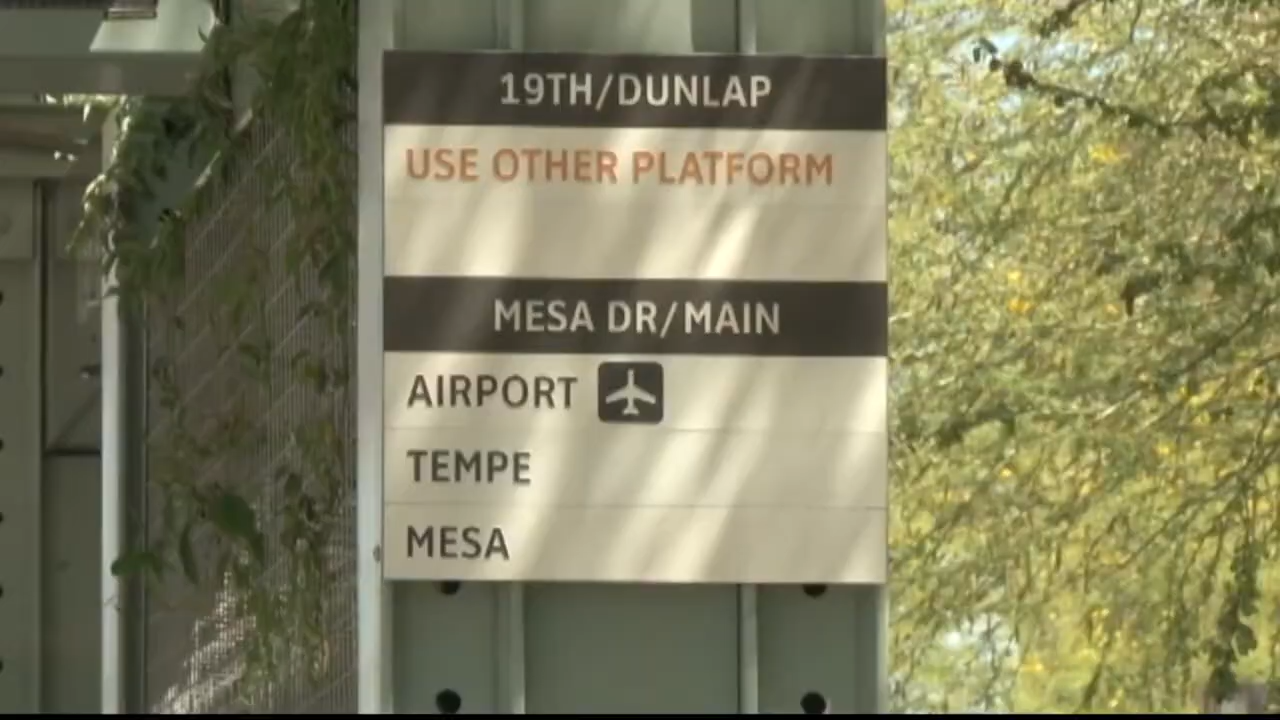 19TH/DUNLAP
USE OTHER PLATFORM
MESA DR/MAIN
AIRPORT
TEMPE
MESA